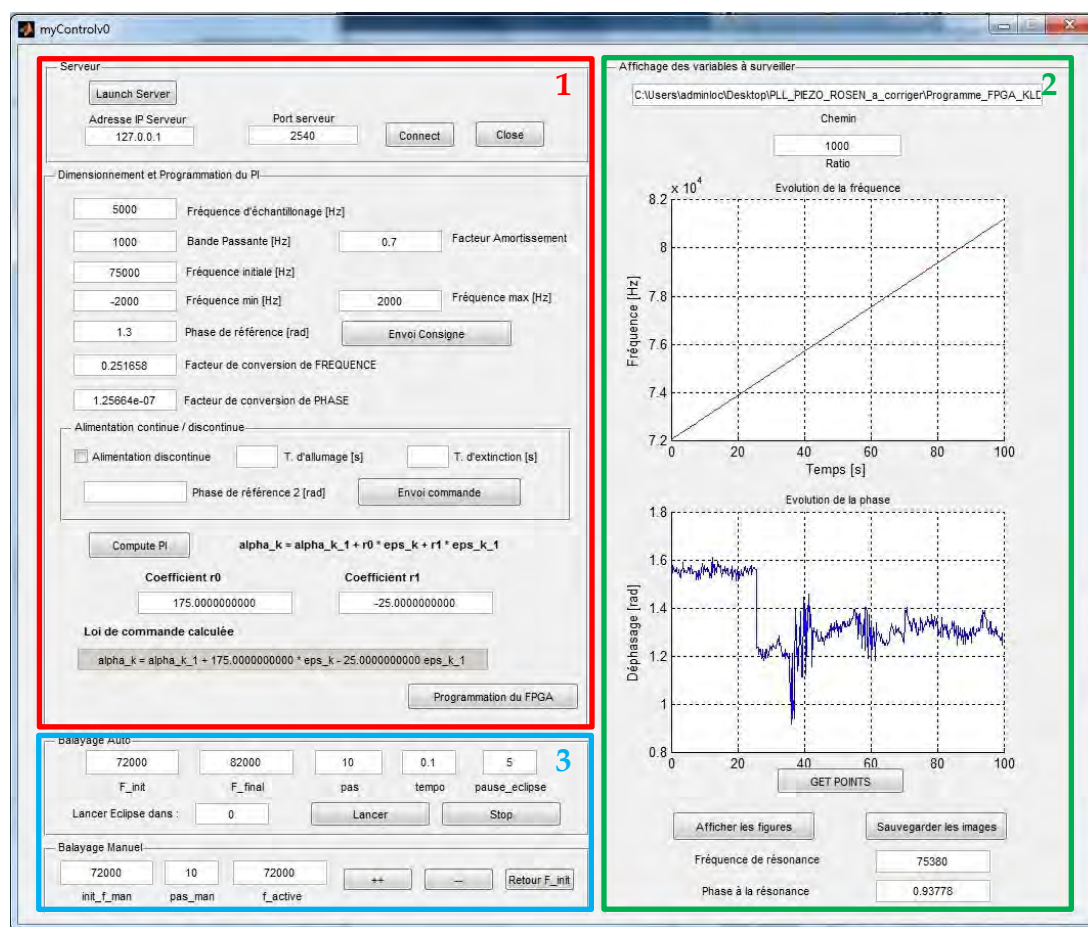 myControlv0
1
Serveur
Launch Server
Adresse IP Serveur
Port serveur
127.0.0.1
2540
Connect
Close
Dimensionnement et Programmation du PI
5000
Fréquence d'échantillonage [Hz]
1000
Bande Passante [Hz]
0.7
Facteur Amortissement
75000
Fréquence initiale [Hz]
-2000
Fréquence min [Hz]
2000
Fréquence max [Hz]
1.3
Phase de référence [rad]
Envoi Consigne
0.251658
Facteur de conversion de FREQUENCE
1.25664e-07
Facteur de conversion de PHASE
Alimentation continue / discontinue
Alimentation discontinue
T. d'allumage [s]
T. d'extinction [s]
Phase de référence 2 [rad]
Envoi commande
Compute PI
alpha_k = alpha_k_1 + r0 * eps_k + r1 * eps_k_1
Coefficient r0
Coefficient r1
175.0000000000
-25.0000000000
Loi de commande calculée
alpha_k = alpha_k_1 + 175.0000000000 * eps_k - 25.0000000000 eps_k_1
Programmation du FPGA
Balayage Auto
3
72000
82000
10
0.1
5
F_init
F_final
pas
tempo
pause_eclipse
Lancer Eclipse dans :
0
Lancer
Stop
Balayage Manuel
72000
10
72000
++
--
Retour F_init
init_f_man
pas_man
f_active
Affichage des variables à surveiller
2
C:\Users\adminloc\Desktop\PLL_PIEZO_ROSEN_a_corriger\Programme_FPGA_KLD
Chemin
1000
Ratio
x 10^4
Evolution de la fréquence
8.2
8
7.8
7.6
7.4
7.2
Fréquence [Hz]
0 20 40 60 80 100
Temps [s]
Evolution de la phase
1.8
1.6
1.4
1.2
1
0.8
Déphasage [rad]
0 20 40 60 80 100
GET POINTS
Afficher les figures
Sauvegarder les images
Fréquence de résonance
75380
Phase à la résonance
0.93778